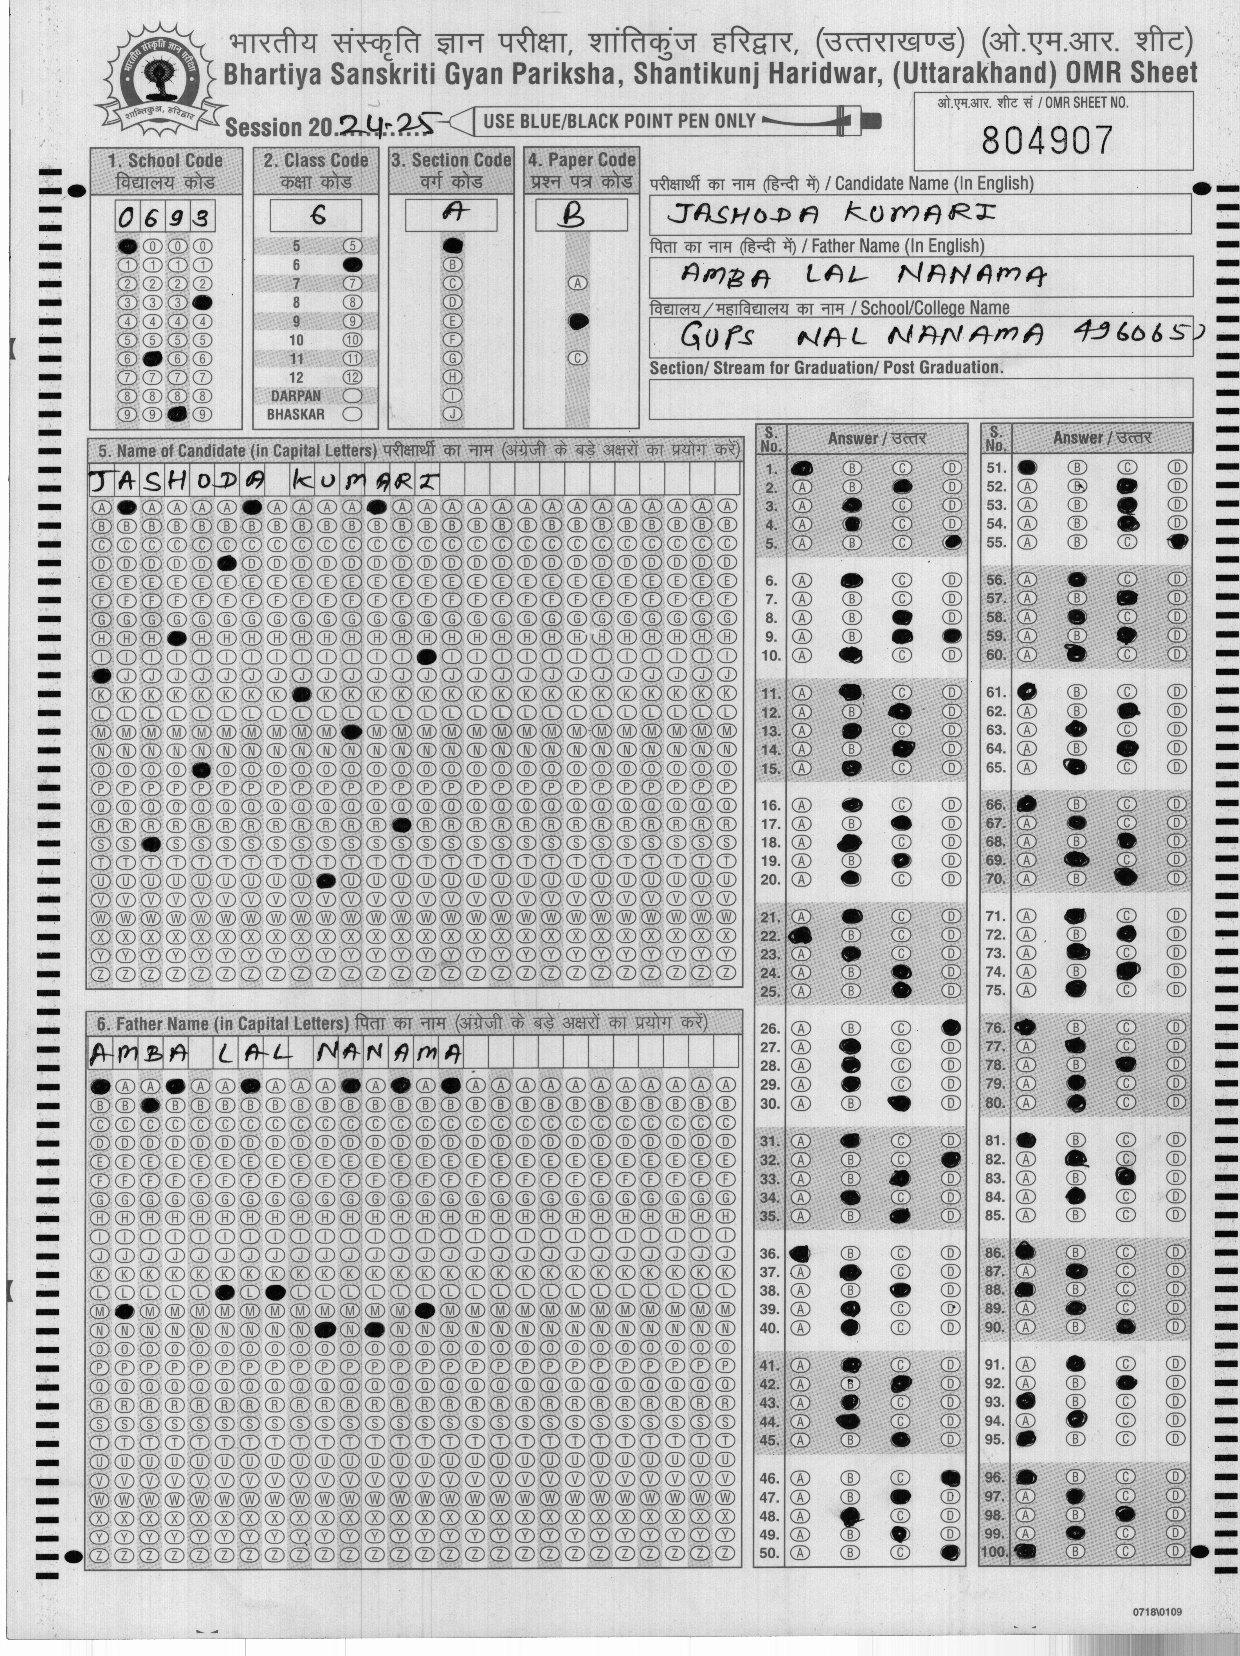 भारतीय संस्कृति ज्ञान परीक्षा, शांतिकुंज हरिद्वार, (उत्तराखण्ड) (ओ.एम.आर. शीट)
Bhartiya Sanskriti Gyan Pariksha, Shantikunj Haridwar, (Uttarakhand) OMR Sheet
Session 2024-25
USE BLUE/BLACK POINT PEN ONLY
ओ.एम.आर. शीट सं / OMR SHEET NO.
804907
1. School Code
विद्यालय कोड
0693
2. Class Code
कक्षा कोड
6
3. Section Code
वर्ग कोड
A
4. Paper Code
प्रश्न पत्र कोड
B
5
6
7
8
9
10
11
12
DARPAN
BHASKAR
परीक्षार्थी का नाम (हिन्दी में) / Candidate Name (In English)
JASHODA KUMARI
पिता का नाम (हिन्दी में) / Father Name (In English)
AMBA LAL NANAMA
विद्यालय/महाविद्यालय का नाम / School/College Name
GUPS NAL NANAMA
Section/ Stream for Graduation/ Post Graduation.
5. Name of Candidate (in Capital Letters) परीक्षार्थी का नाम (अंग्रेजी के बड़े अक्षरों का प्रयोग करें)
JASHODA KUMARI
6. Father Name (in Capital Letters) पिता का नाम (अंग्रेजी के बड़े अक्षरों का प्रयोग करें)
AMBA LAL NANAMA
S. No. Answer / उत्तर
S. No. Answer / उत्तर
0718\0109